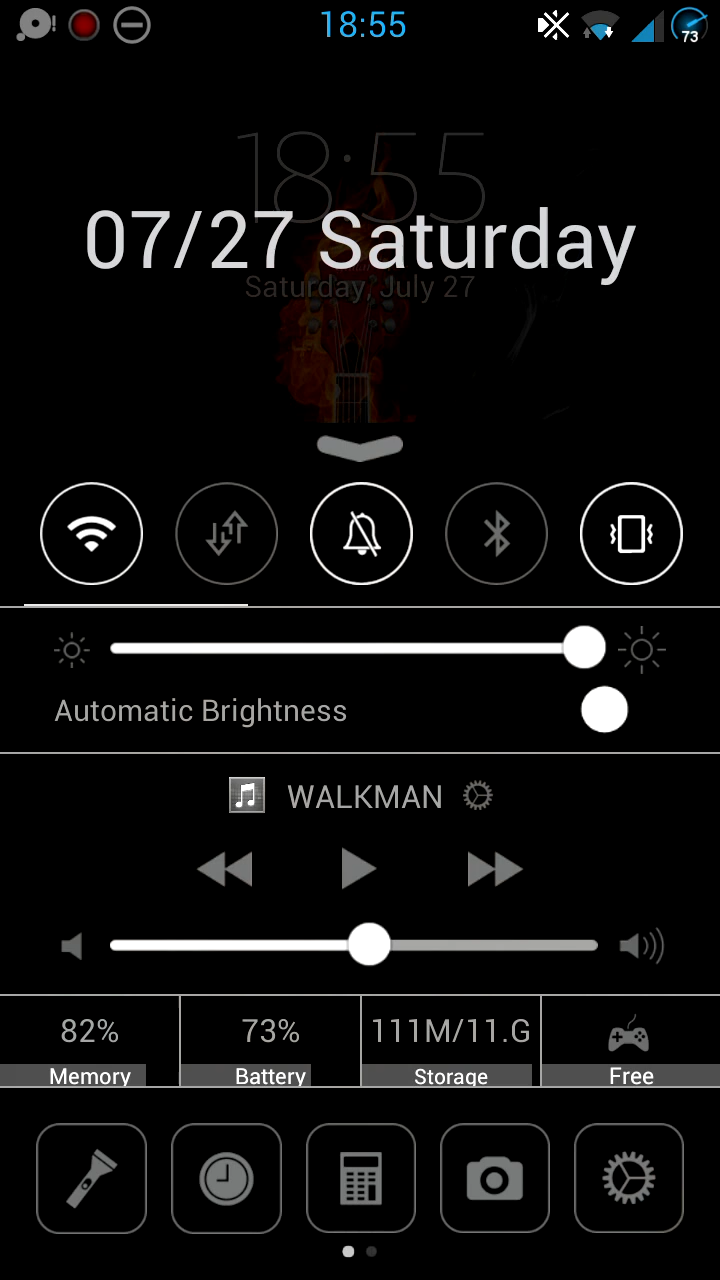 18:55
73
18:55
07/27 Saturday
Saturday, July 27
Automatic Brightness
WALKMAN
82%
73%
111M/11.G
Memory
Battery
Storage
Free